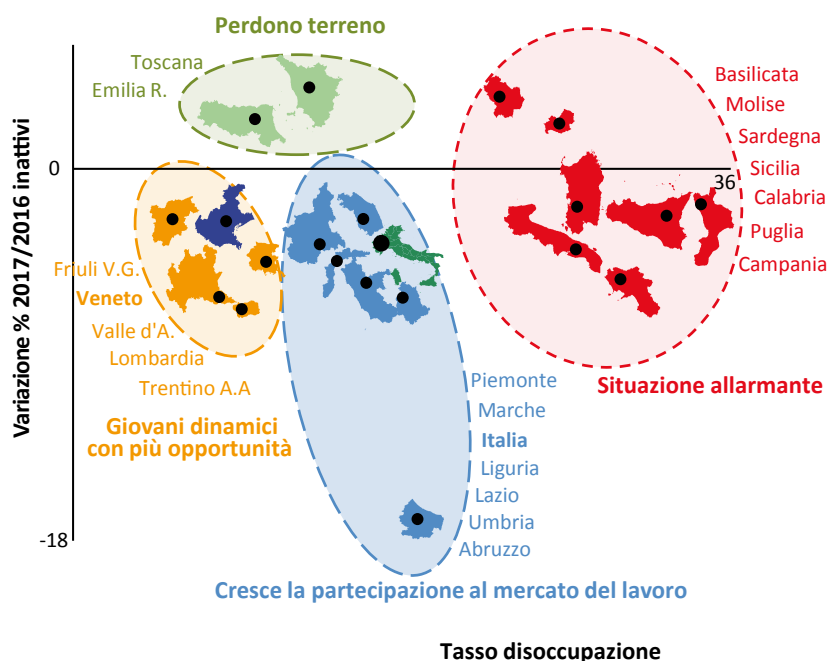 Perdono terreno
Toscana
Emilia R.
Basilicata
Molise
Sardegna
Sicilia
Calabria
Puglia
Campania
0
36
Variazione % 2017/2016 inattivi
Friuli V.G.
Veneto
Valle d'A.
Lombardia
Trentino A.A
Giovani dinamici
con più opportunità
Piemonte
Marche
Italia
Liguria
Lazio
Umbria
Abruzzo
Situazione allarmante
-18
Cresce la partecipazione al mercato del lavoro
Tasso disoccupazione